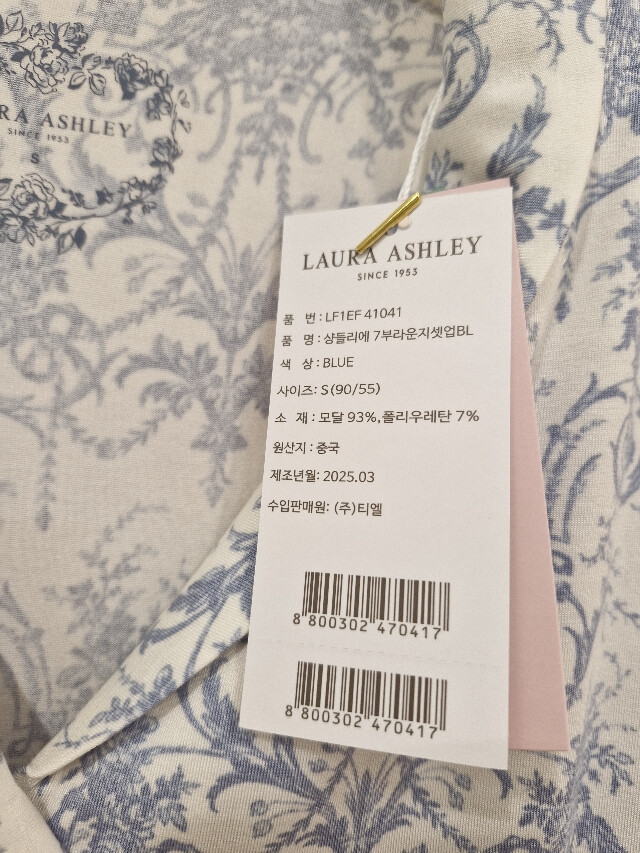 RA ASHLEY
SINCE 1953
S
LAURA ASHLEY
SINCE 1953
품 번 : LF1EF 41041
품 명 : 샹들리에 7부라운지셋업BL
색 상 : BLUE
사이즈 : S (90/55)
소 재 : 모달 93%, 폴리우레탄 7%
원산지 : 중국
제조년월: 2025.03
수입판매원: (주)티엘
8 800302 470417
8 800302 470417